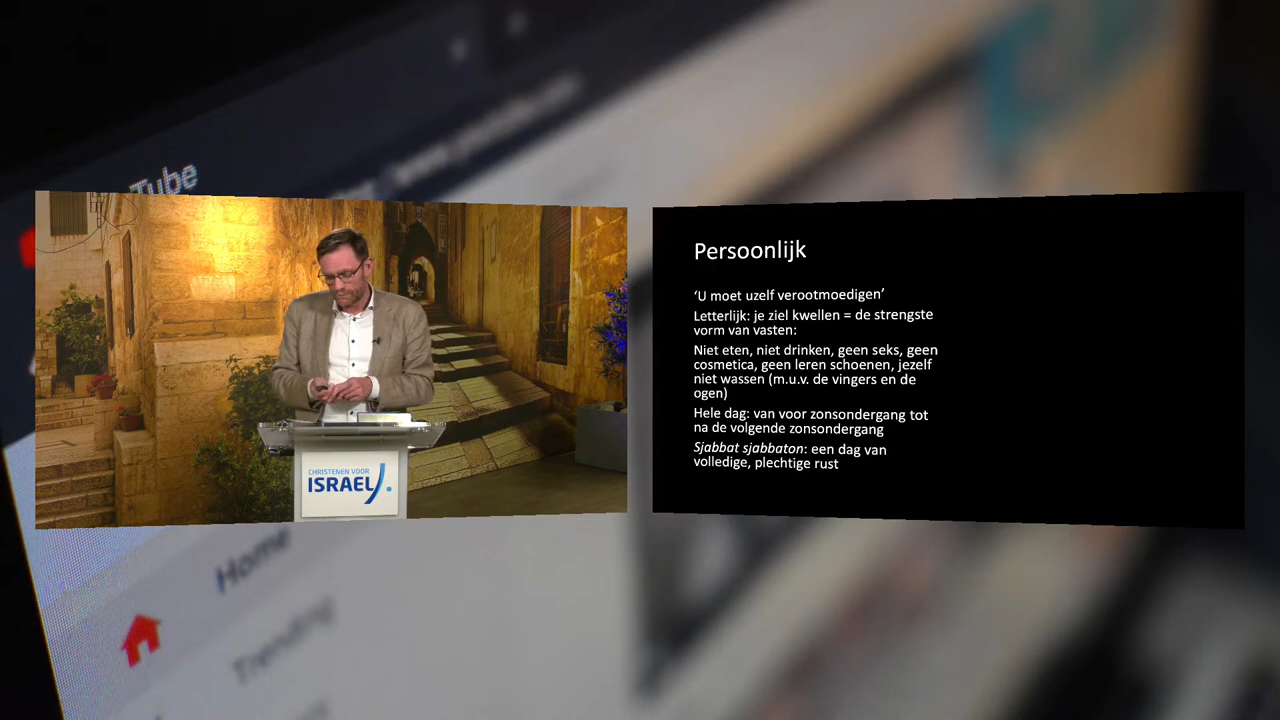 Tube
CHRISTENEN VOOR
ISRAEL
Persoonlijk
‘U moet uzelf verootmoedigen’
Letterlijk: je ziel kwellen = de strengste
vorm van vasten:
Niet eten, niet drinken, geen seks, geen
cosmetica, geen leren schoenen, jezelf
niet wassen (m.u.v. de vingers en de
ogen)
Hele dag: van voor zonsondergang tot
na de volgende zonsondergang
Sjabbat sjabbaton: een dag van
volledige, plechtige rust
Home
Trending